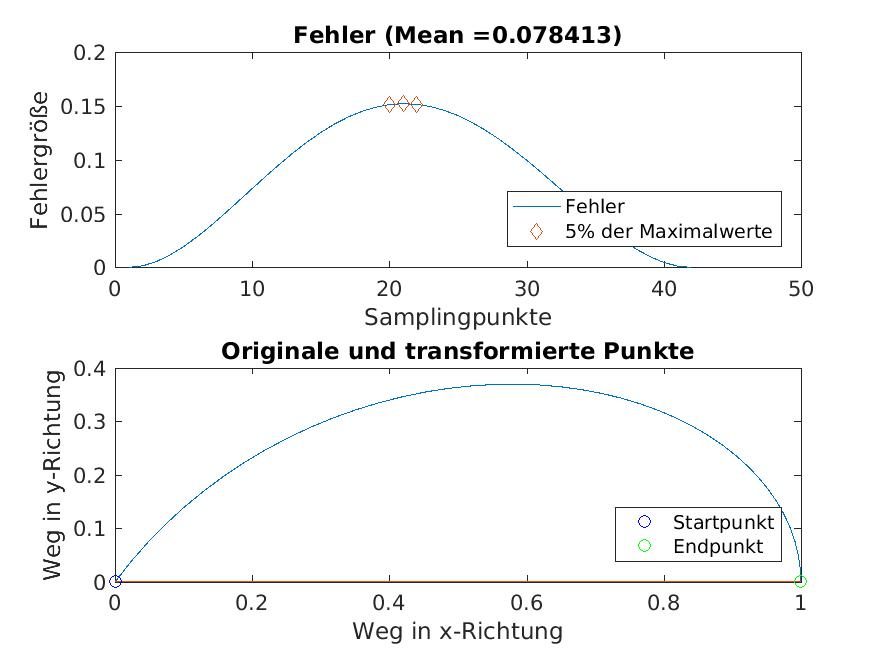 Fehler (Mean =0.078413)
0.2
0.15
0.1
0.05
0
Fehlergröße
Fehler
5% der Maximalwerte
0 10 20 30 40 50
Samplingpunkte
Originale und transformierte Punkte
0.4
0.3
0.2
0.1
0
Weg in y-Richtung
Startpunkt
Endpunkt
0 0.2 0.4 0.6 0.8 1
Weg in x-Richtung